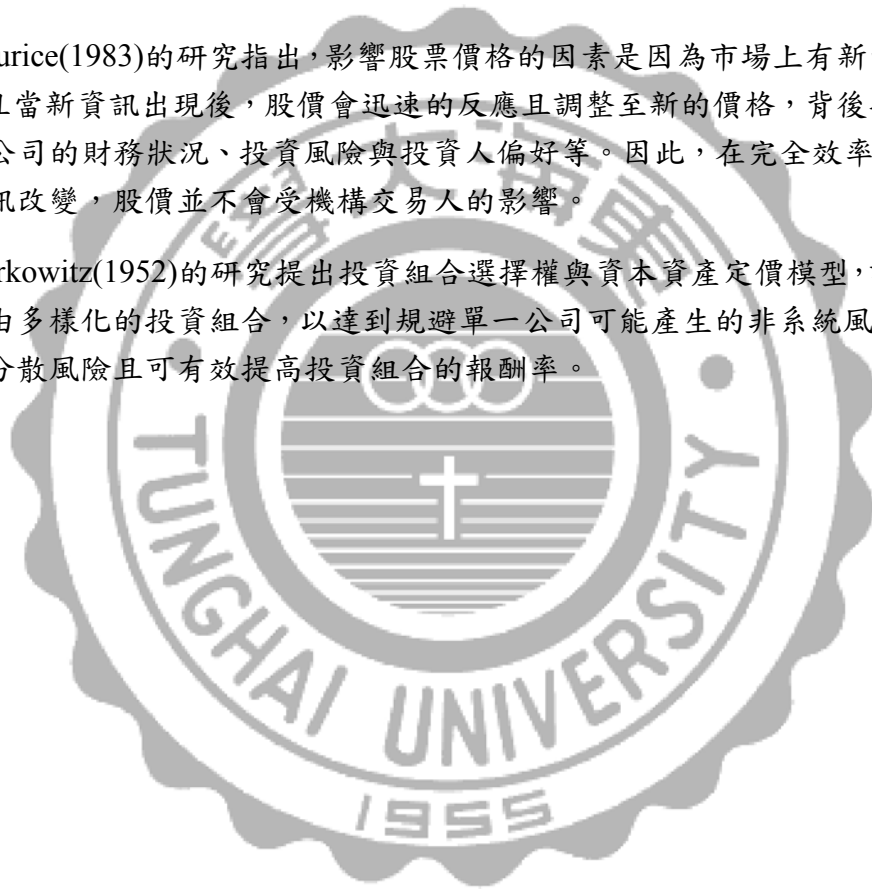 urice(1983)的研究指出，影響股票價格的因素是因為市場上有新
當新資訊出現後，股價會迅速的反應且調整至新的價格，背後
公司的財務狀況、投資風險與投資人偏好等。因此，在完全效率
訊改變，股價並不會受機構交易人的影響。
rkowitz(1952)的研究提出投資組合選擇權與資本資產定價模型，
由多樣化的投資組合，以達到規避單一公司可能產生的非系統風
分散風險且可有效提高投資組合的報酬率。
學大海東
TUNGHAI UNIVERSITY
1955